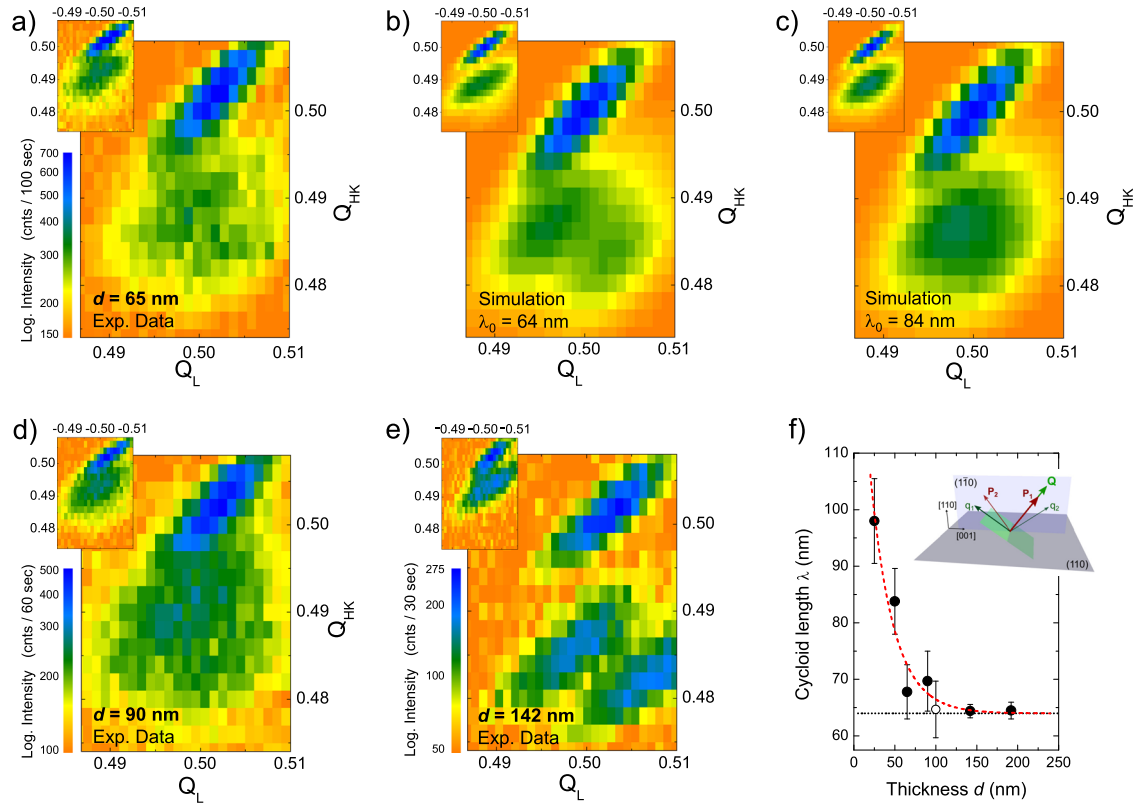 a)
-0.49 -0.50 -0.51
0.50
0.49
0.48
700
600
500
400
300
200
150
Log. Intensity (cnts / 100 sec)
d = 65 nm
Exp. Data
0.50
0.49
0.48
Q_HK
0.49 0.50 0.51
Q_L
b)
-0.49 -0.50 -0.51
0.50
0.49
0.48
Simulation
λ₀ = 64 nm
0.50
0.49
0.48
Q_HK
0.49 0.50 0.51
Q_L
c)
-0.49 -0.50 -0.51
0.50
0.49
0.48
Simulation
λ₀ = 84 nm
0.50
0.49
0.48
Q_HK
0.49 0.50 0.51
Q_L
d)
-0.49 -0.50 -0.51
0.50
0.49
0.48
500
400
300
200
100
Log. Intensity (cnts / 60 sec)
d = 90 nm
Exp. Data
0.50
0.49
0.48
Q_HK
0.49 0.50 0.51
Q_L
e)
-0.49 -0.50 -0.51
0.50
0.49
0.48
275
200
100
50
Log. Intensity (cnts / 30 sec)
d = 142 nm
Exp. Data
0.50
0.49
0.48
Q_HK
0.49 0.50 0.51
Q_L
f)
110
100
90
80
70
60
Cycloid length λ (nm)
(11̄0)
P₂
P₁
Q
q₁
q₂
[110]
[001]
(110)
0 50 100 150 200 250
Thickness d (nm)